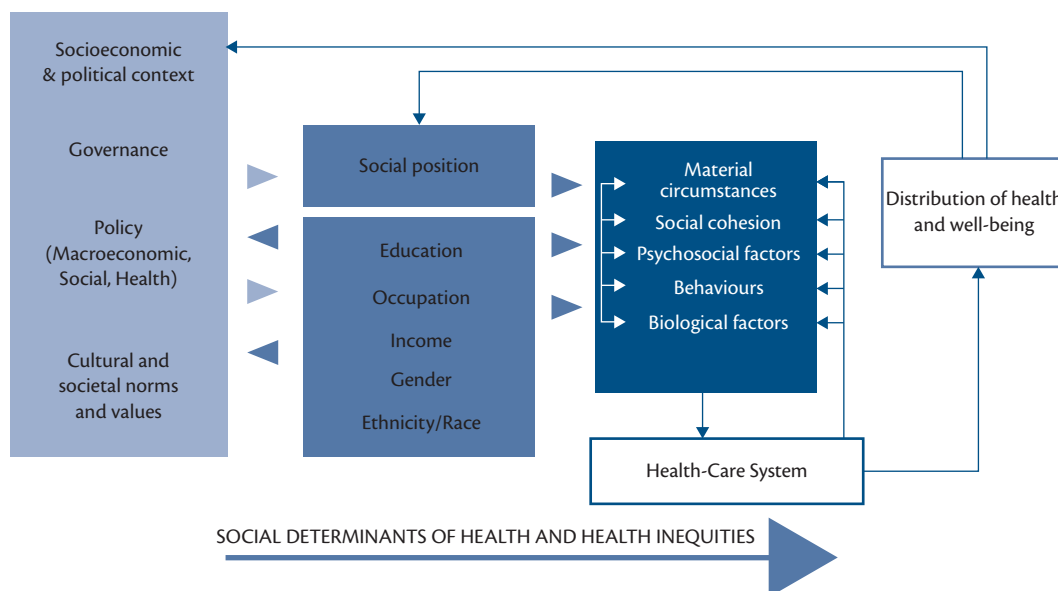 Socioeconomic
& political context
Governance
Policy
(Macroeconomic,
Social, Health)
Cultural and
societal norms
and values
Social position
Education
Occupation
Income
Gender
Ethnicity/Race
Material
circumstances
Social cohesion
Psychosocial factors
Behaviours
Biological factors
Health-Care System
Distribution of health
and well-being
SOCIAL DETERMINANTS OF HEALTH AND HEALTH INEQUITIES